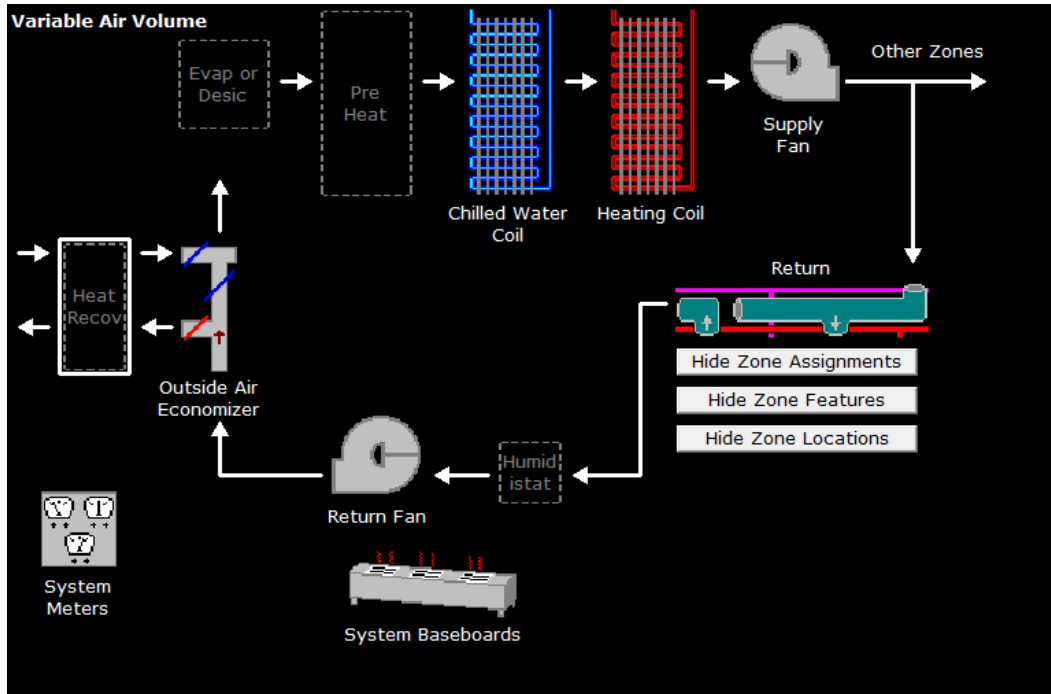 Variable Air Volume
Evap or
Desic
Pre
Heat
Chilled Water
Coil
Heating Coil
Supply
Fan
Other Zones
Heat
Recov
Outside Air
Economizer
Return
Hide Zone Assignments
Hide Zone Features
Hide Zone Locations
Humid
istat
Return Fan
System
Meters
System Baseboards